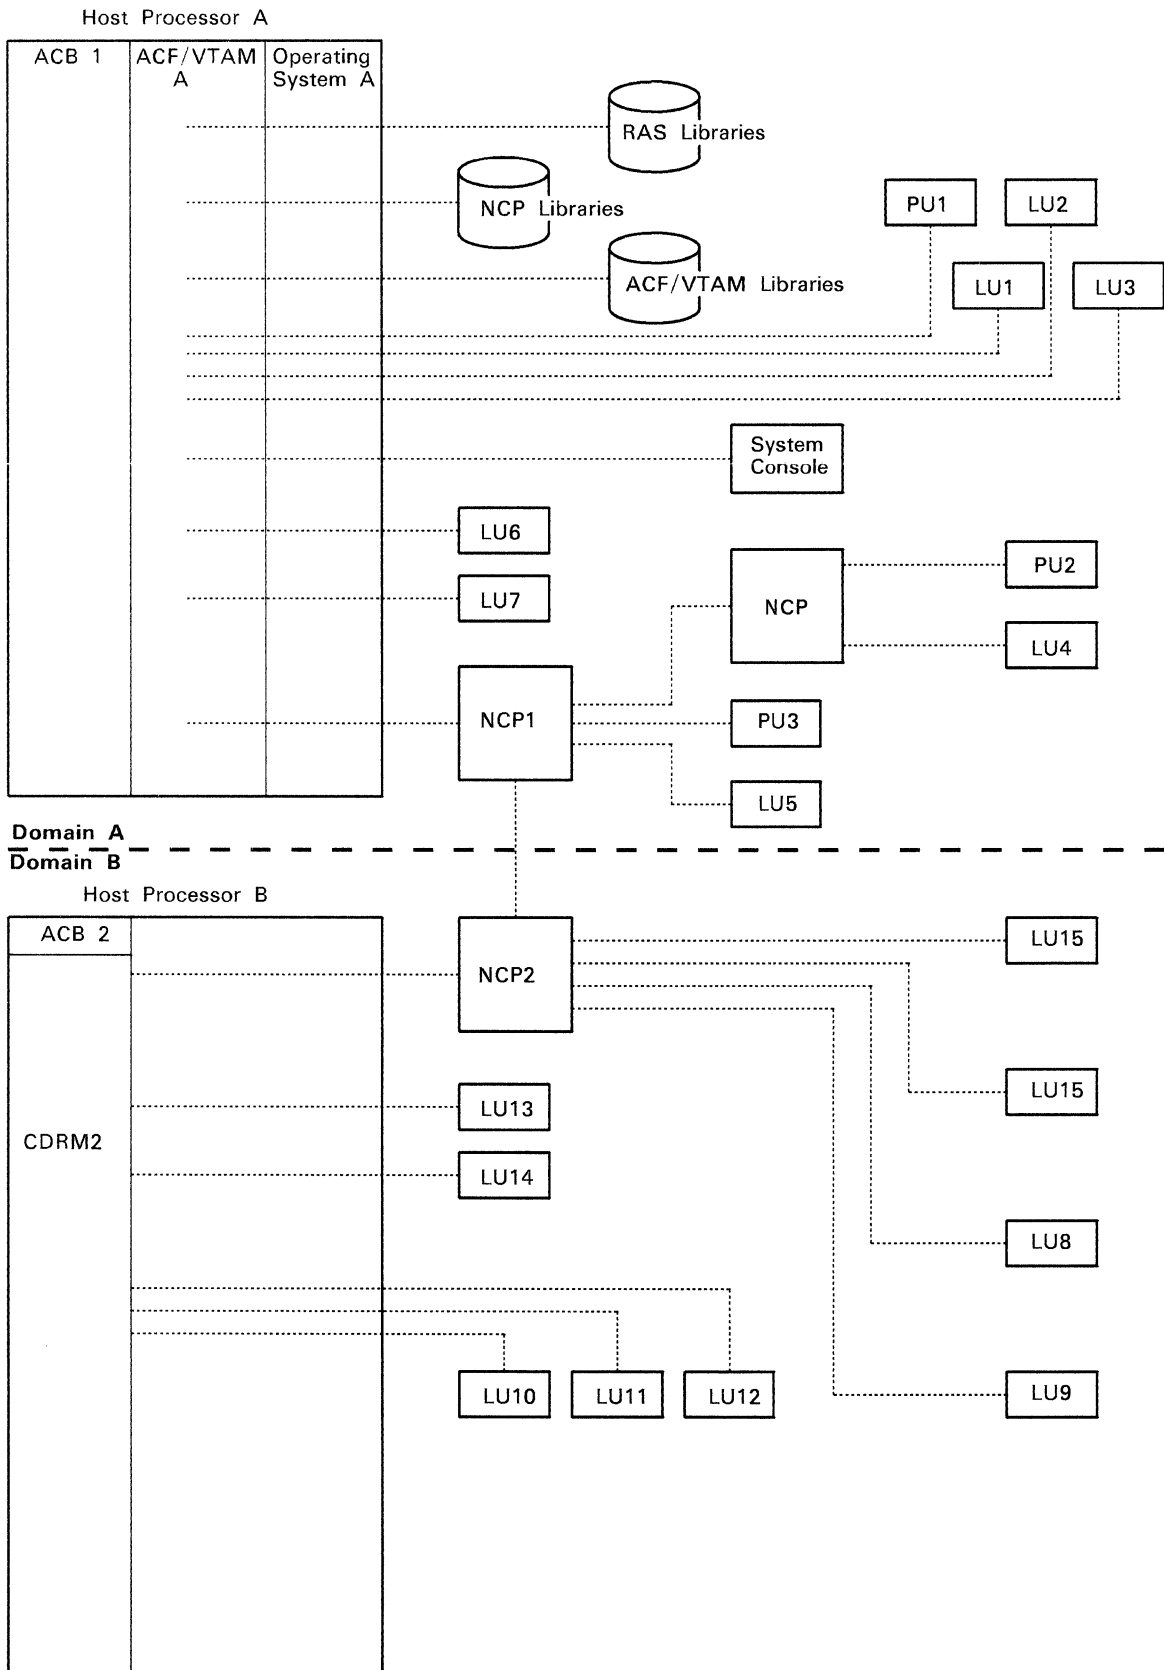 Host Processor A
ACB 1
ACF/VTAM
A
Operating
System A
RAS Libraries
NCP Libraries
ACF/VTAM Libraries
PU1
LU2
LU1
LU3
System
Console
LU6
LU7
NCP
PU2
LU4
NCP1
PU3
LU5
Domain A
Domain B
Host Processor B
ACB 2
NCP2
LU15
LU13
LU15
CDRM2
LU14
LU8
LU10
LU11
LU12
LU9